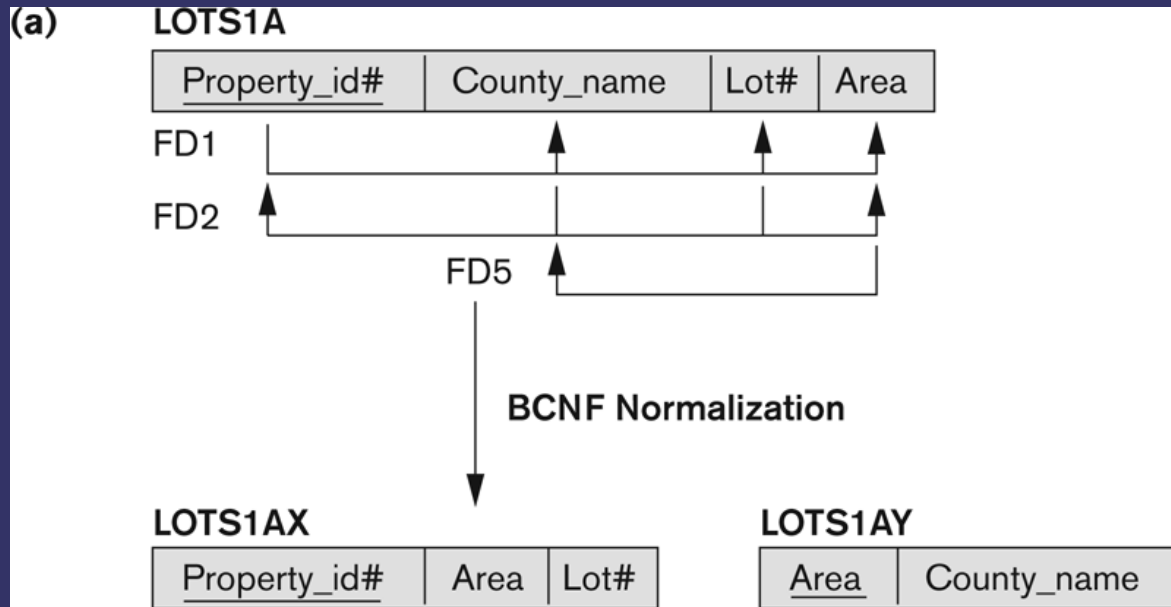 (a) LOTS1A
Property_id# County_name Lot# Area
FD1
FD2
FD5
BCNF Normalization
LOTS1AX LOTS1AY
Property_id# Area Lot# Area County_name